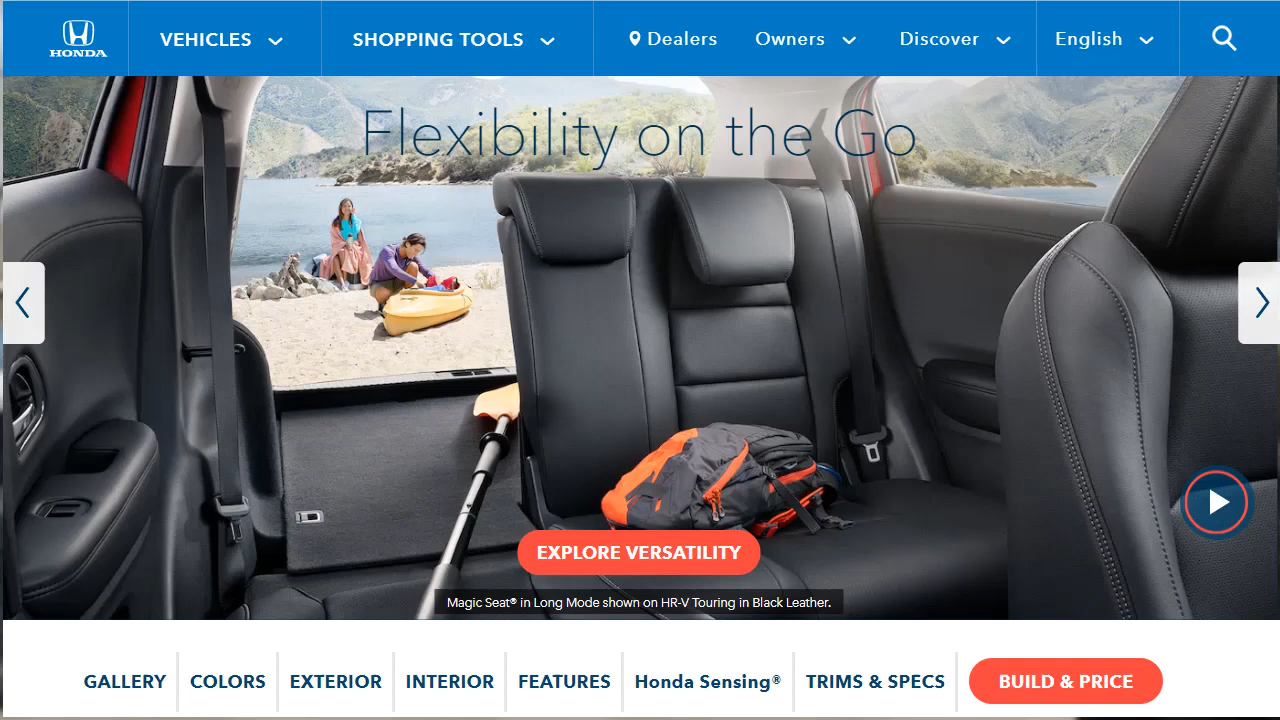 HONDA
VEHICLES
SHOPPING TOOLS
Dealers
Owners
Discover
English
Flexibility on the Go
EXPLORE VERSATILITY
Magic Seat® in Long Mode shown on HR-V Touring in Black Leather.
GALLERY
COLORS
EXTERIOR
INTERIOR
FEATURES
Honda Sensing®
TRIMS & SPECS
BUILD & PRICE